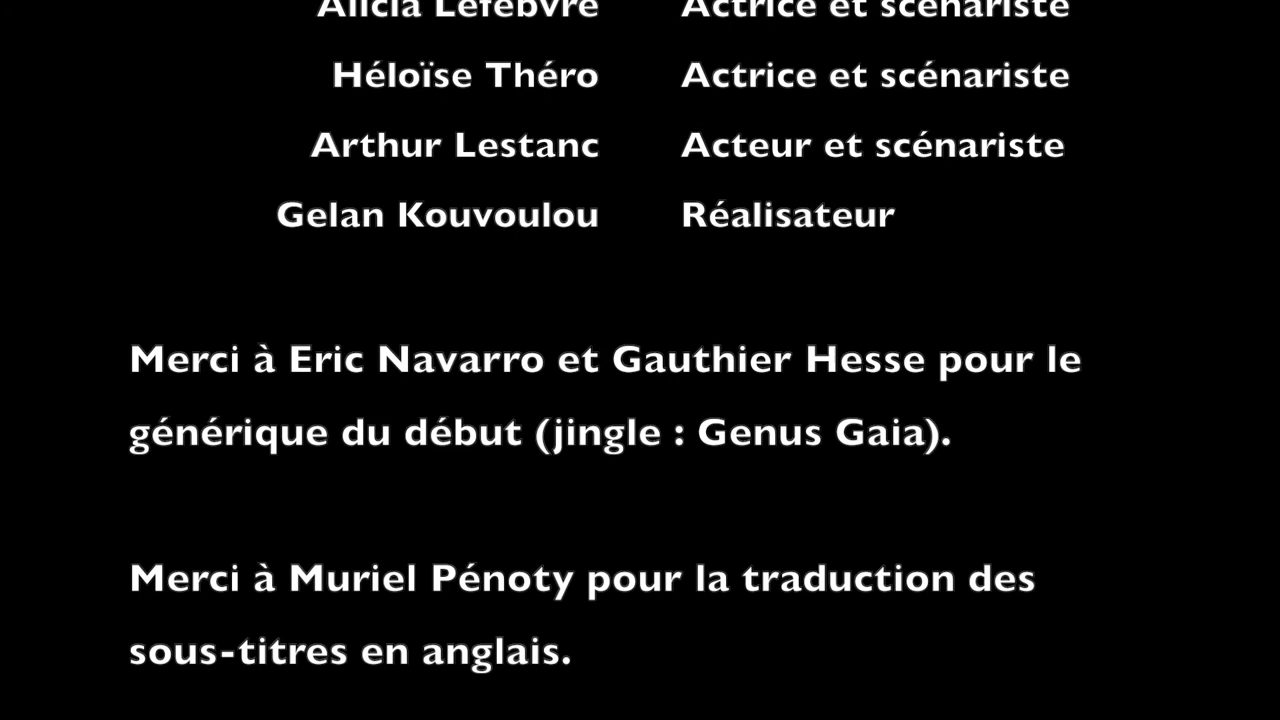 Alicia Lefebvre Actrice et scénariste
Héloïse Théro Actrice et scénariste
Arthur Lestanc Acteur et scénariste
Gelan Kouvoulou Réalisateur
Merci à Eric Navarro et Gauthier Hesse pour le
générique du début (jingle : Genus Gaia).
Merci à Muriel Pénoty pour la traduction des
sous-titres en anglais.